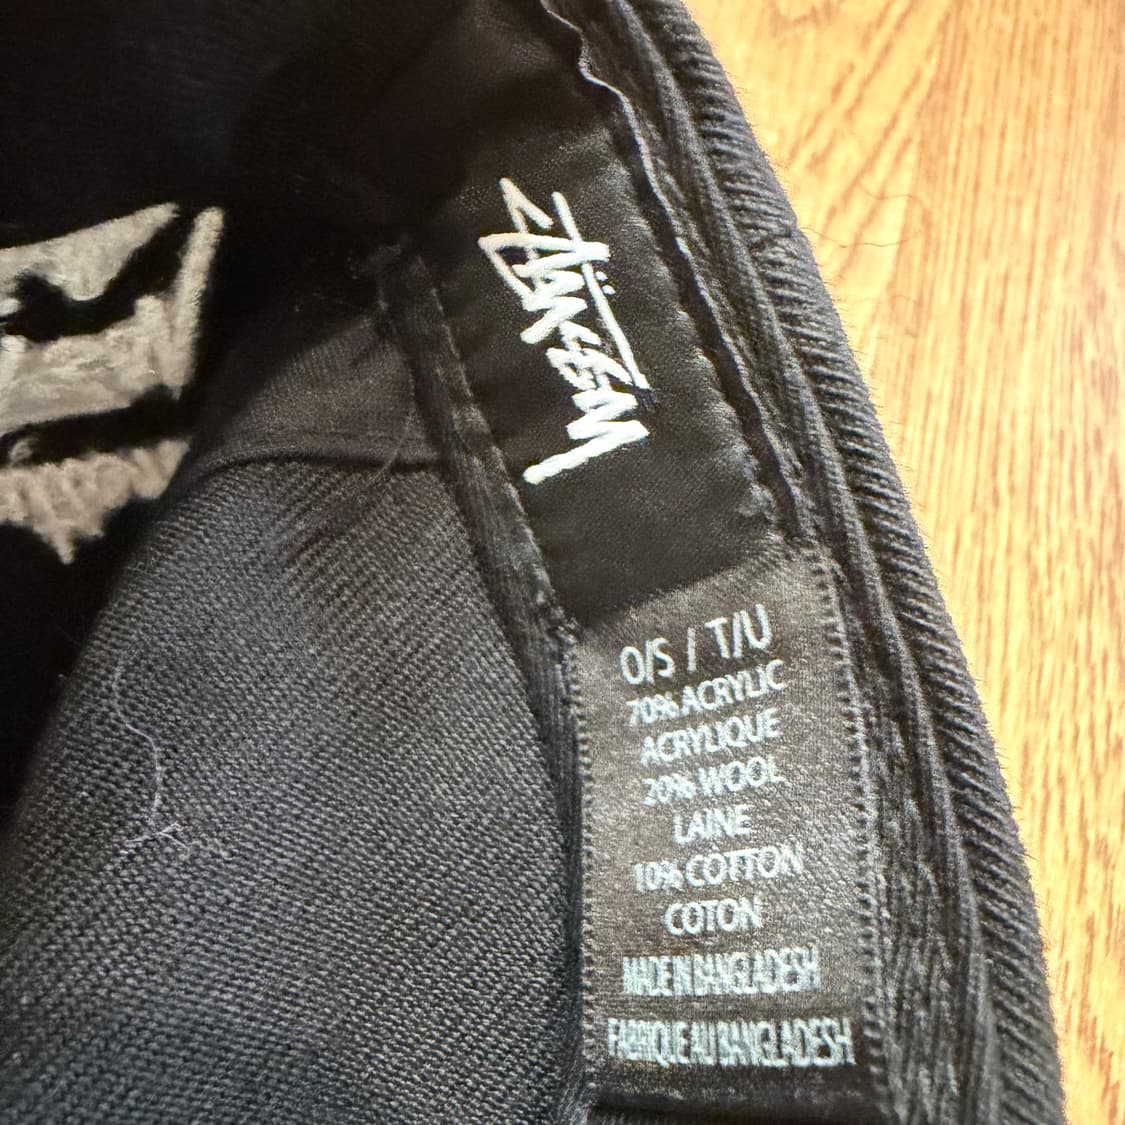 Stüssy
O/S / T/U
70% ACRYLIC
ACRYLIQUE
20% WOOL
LAINE
10% COTTON
COTON
MADE IN BANGLADESH
FABRIQUE AU BANGLADESH